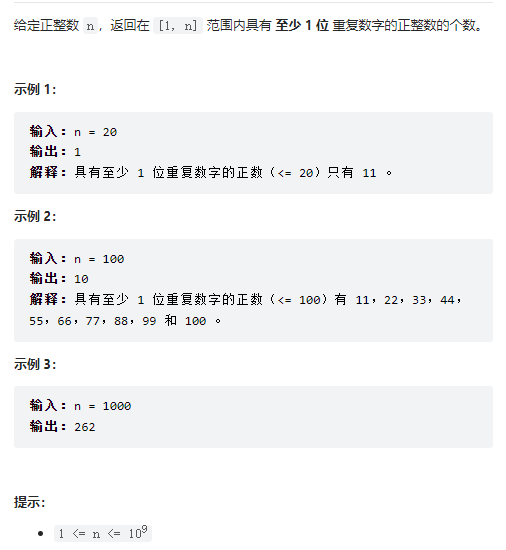 给定正整数 n ，返回在 [1, n] 范围内具有 至少 1 位 重复数字的正整数的个数。
示例 1：
输入：n = 20
输出：1
解释：具有至少 1 位重复数字的正数（<= 20）只有 11 。
示例 2：
输入：n = 100
输出：10
解释：具有至少 1 位重复数字的正数（<= 100）有 11，22，33，44，
55，66，77，88，99 和 100 。
示例 3：
输入：n = 1000
输出：262
提示：
1 <= n <= 10⁹